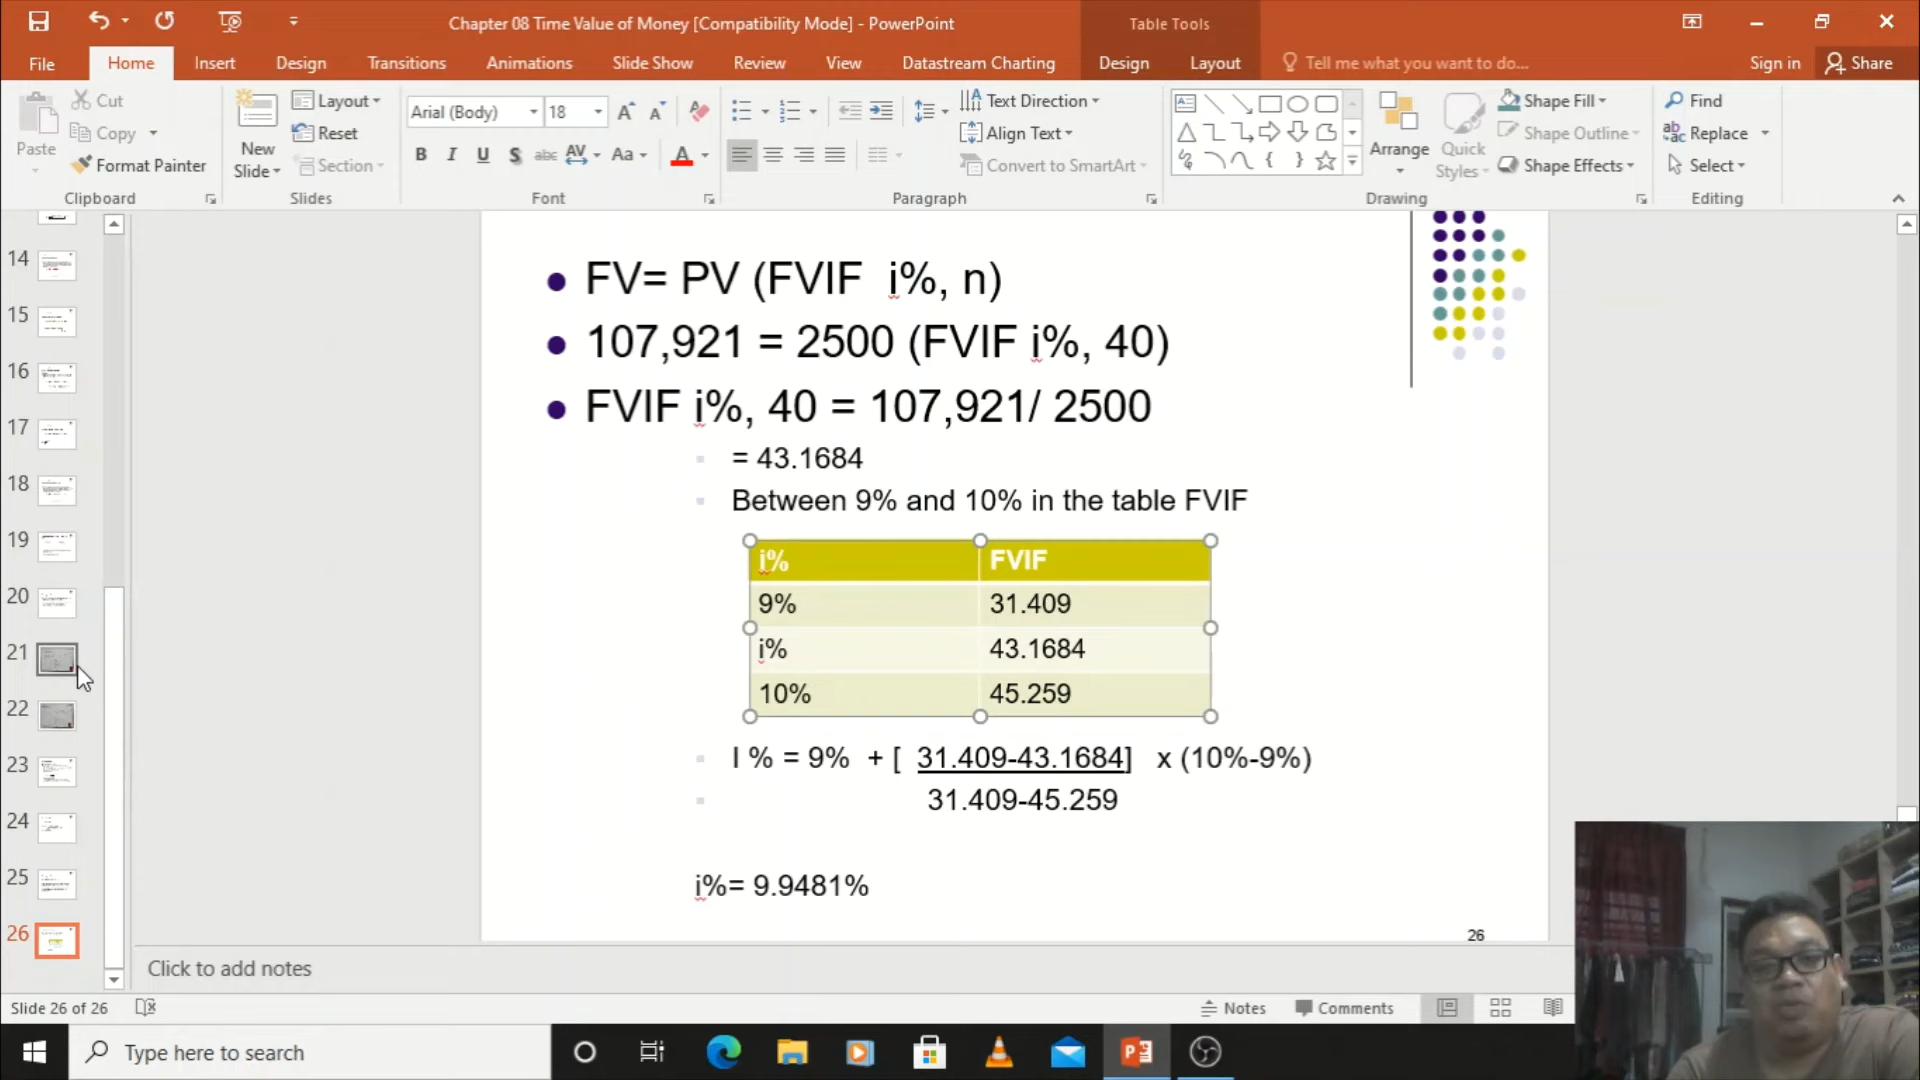 Chapter 08 Time Value of Money [Compatibility Mode] - PowerPoint
Table Tools
File Home Insert Design Transitions Animations Slide Show Review View Datastream Charting Design Layout Tell me what you want to do... Sign in Share
Paste
Cut
Copy
Format Painter
Clipboard
New Slide
Layout
Reset
Section
Slides
Arial (Body) 18
B I U S abc AV Aa A
Font
Text Direction
Align Text
Convert to SmartArt
Paragraph
Arrange
Quick Styles
Shape Fill
Shape Outline
Shape Effects
Drawing
Find
Replace
Select
Editing
14
15
16
17
18
19
20
21
22
23
24
25
26
FV= PV (FVIF i%, n)
107,921 = 2500 (FVIF i%, 40)
FVIF i%, 40 = 107,921/ 2500
= 43.1684
Between 9% and 10% in the table FVIF
i% FVIF
9% 31.409
i% 43.1684
10% 45.259
I % = 9% + [ 31.409-43.1684] x (10%-9%)
31.409-45.259
i%= 9.9481%
26
Click to add notes
Slide 26 of 26
Notes
Comments
Type here to search